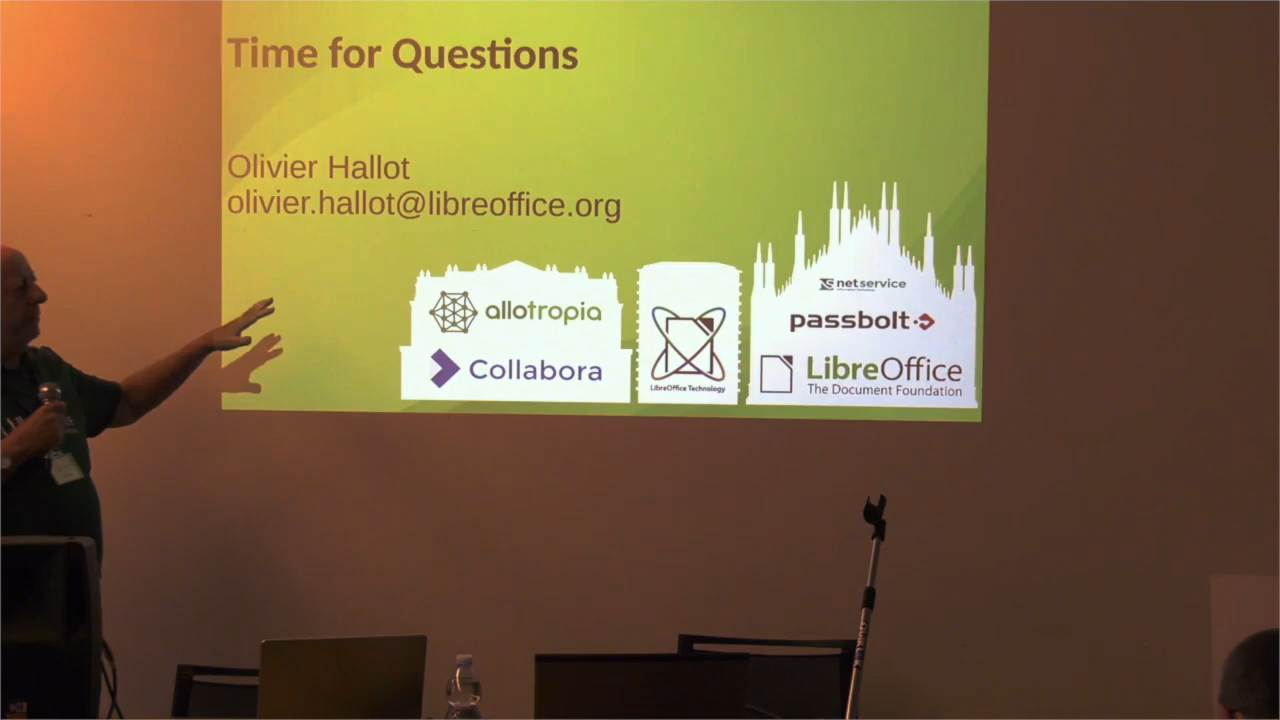 Time for Questions
Olivier Hallot
olivier.hallot@libreoffice.org
allotropia
Collabora
LibreOffice Technology
netservice
passbolt
LibreOffice
The Document Foundation